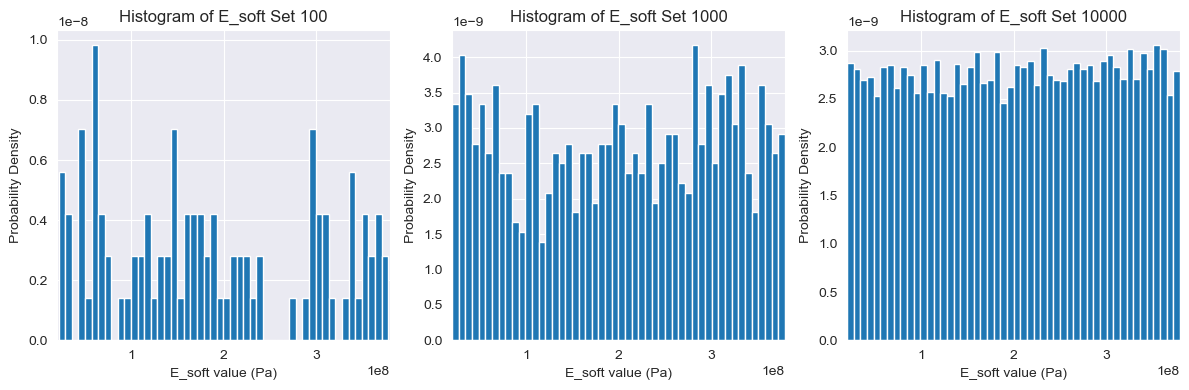 Histogram of E_soft Set 100
1e−8
1.0
0.8
0.6
0.4
0.2
0.0
Probability Density
1 2 3
1e8
E_soft value (Pa)
Histogram of E_soft Set 1000
1e−9
4.0
3.5
3.0
2.5
2.0
1.5
1.0
0.5
0.0
Probability Density
1 2 3
1e8
E_soft value (Pa)
Histogram of E_soft Set 10000
1e−9
3.0
2.5
2.0
1.5
1.0
0.5
0.0
Probability Density
1 2 3
1e8
E_soft value (Pa)